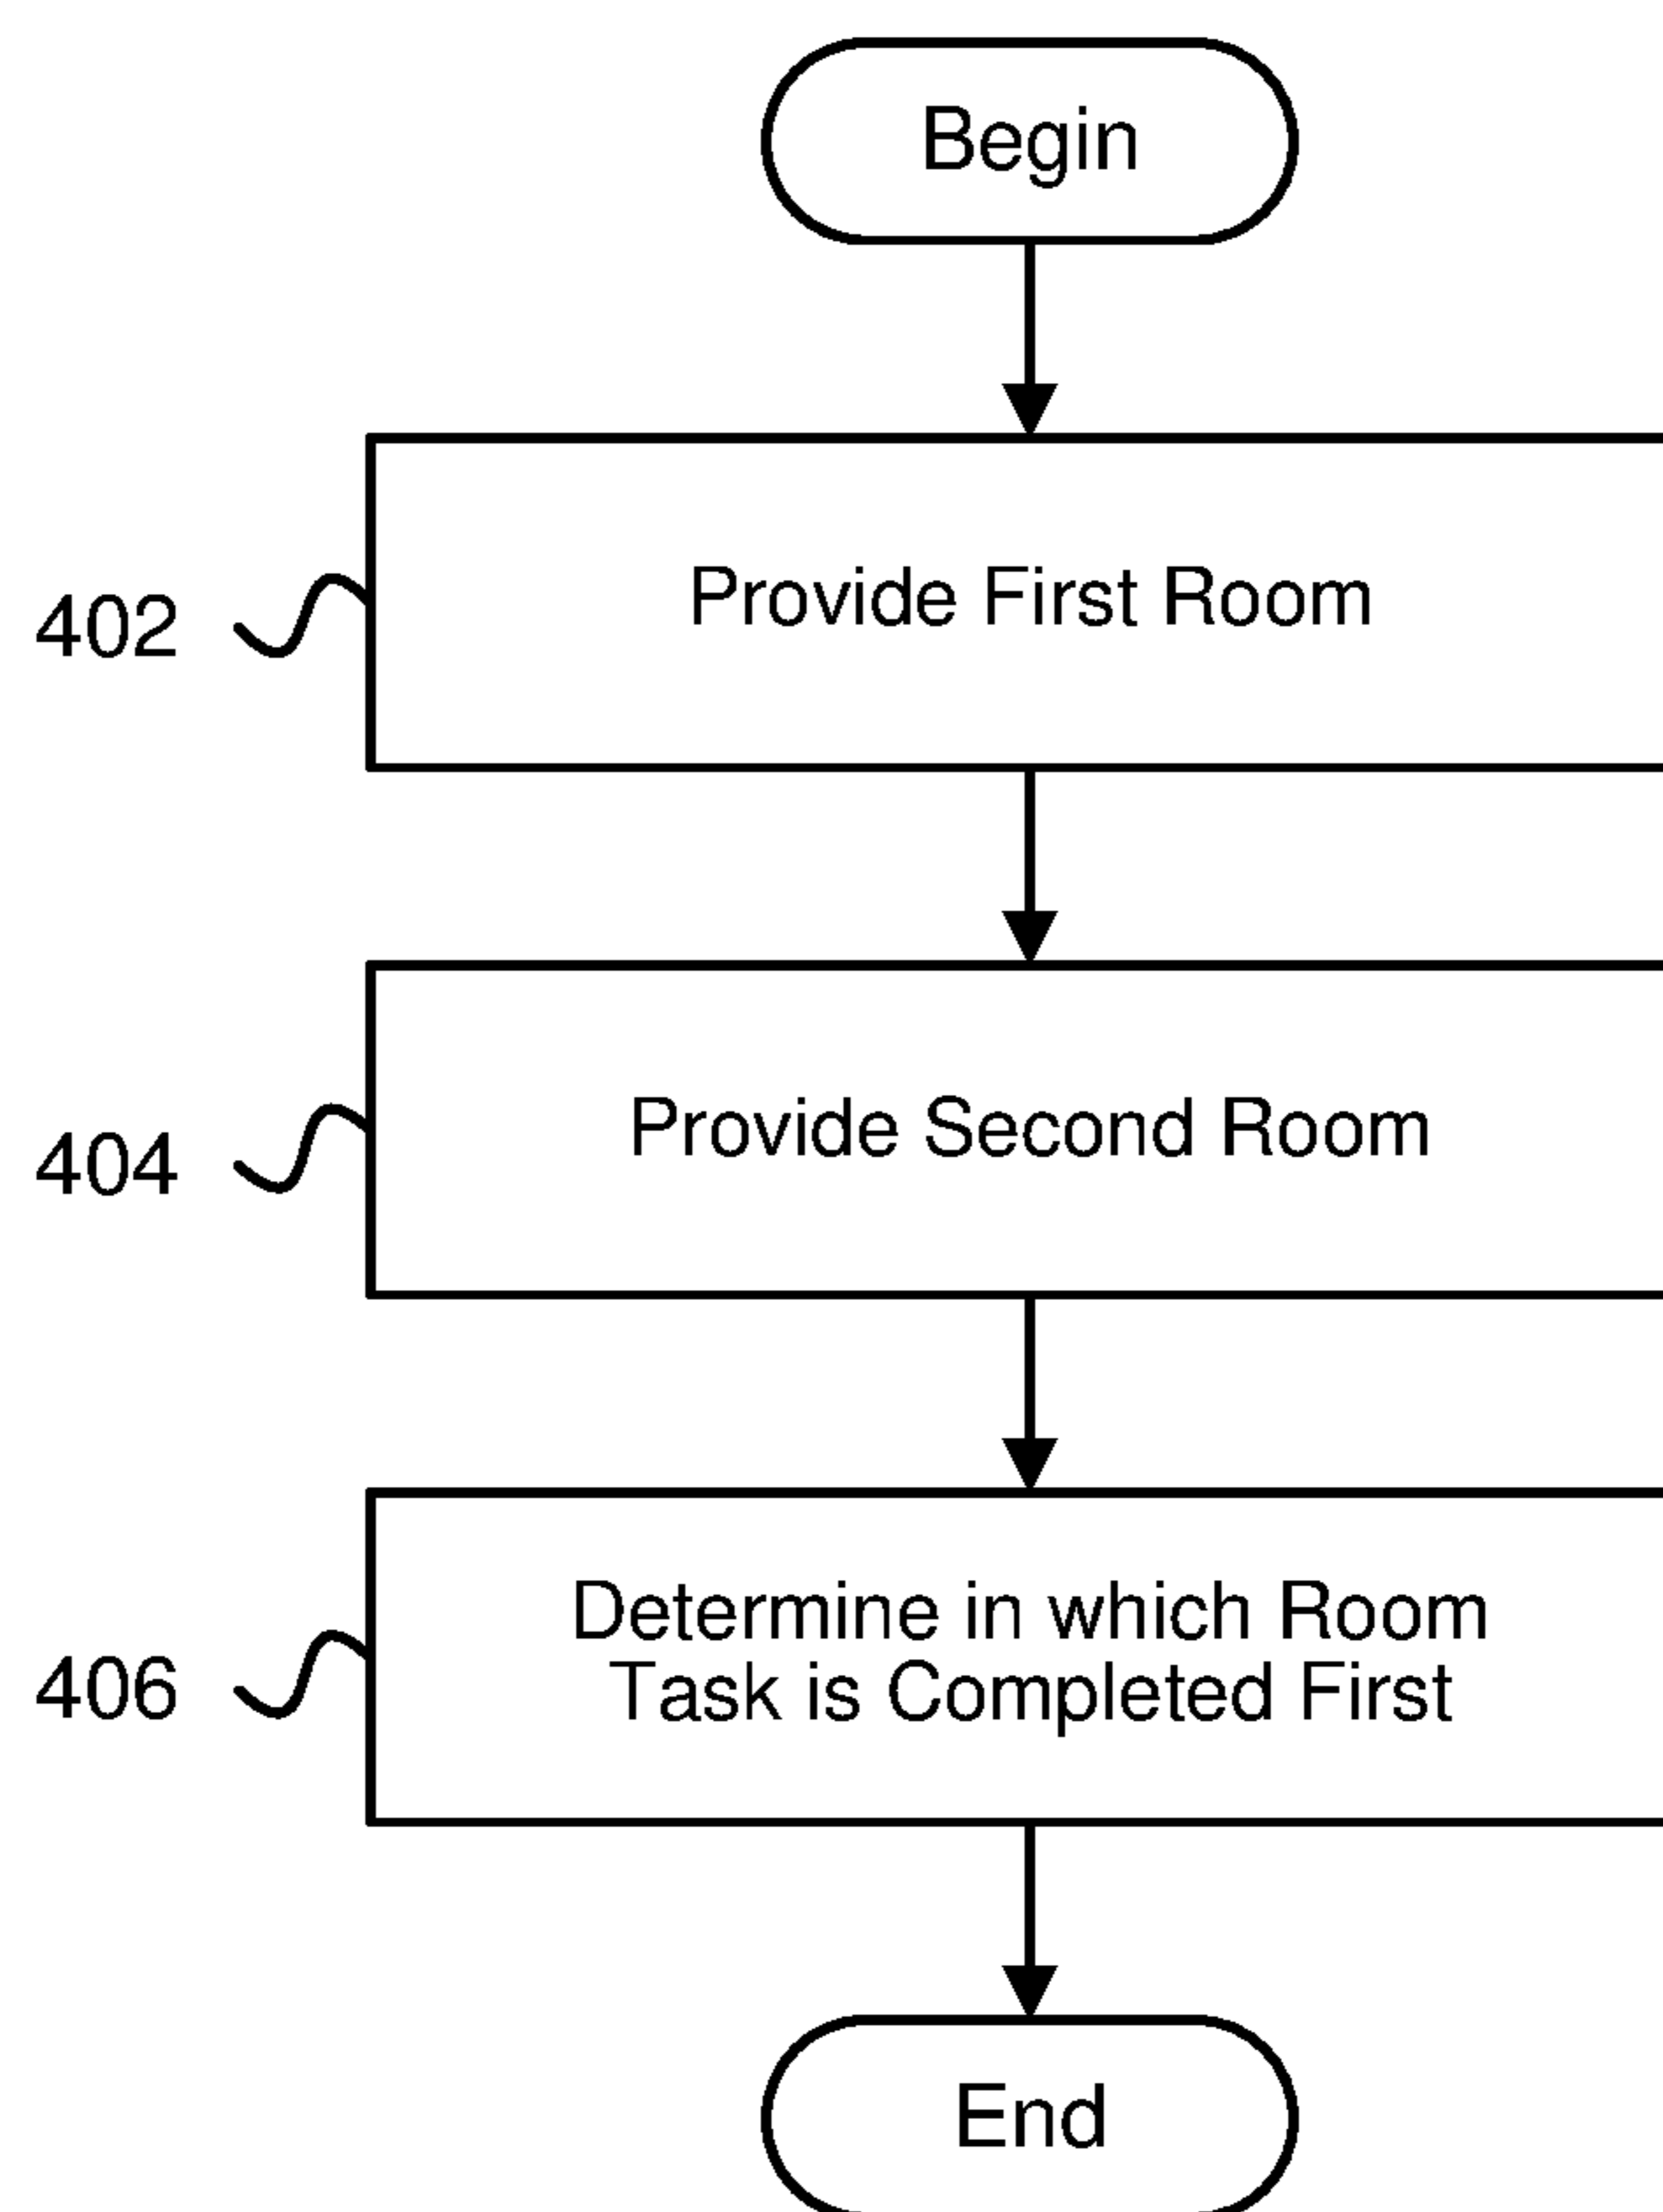 Begin
402
Provide First Room
404
Provide Second Room
406
Determine in which Room
Task is Completed First
End